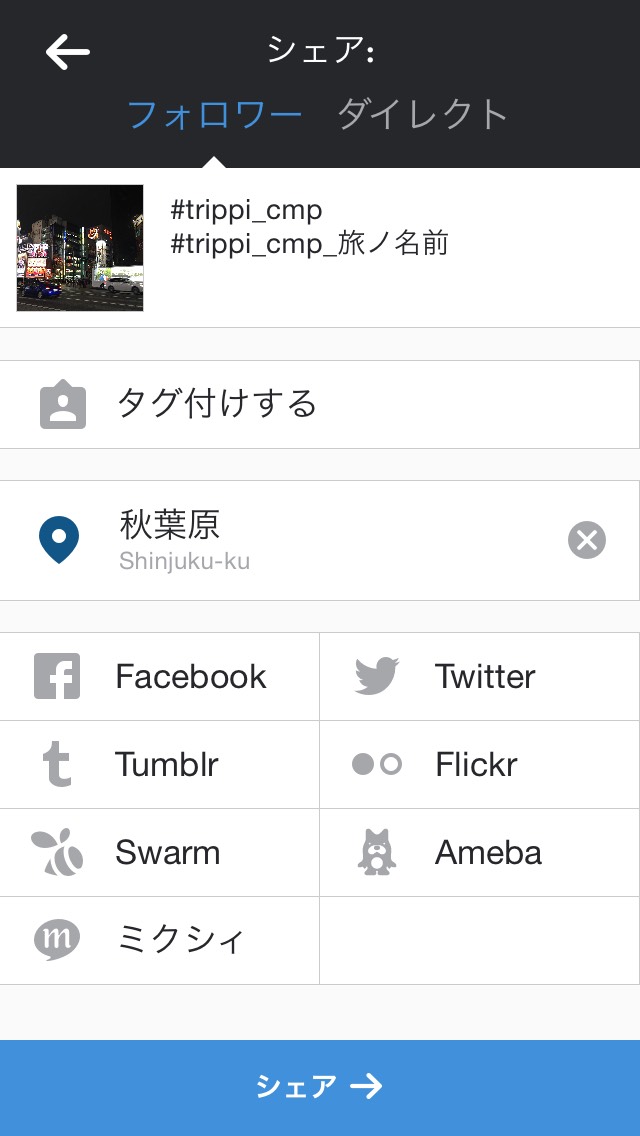 シェア:
フォロワー ダイレクト
#trippi_cmp
#trippi_cmp_旅ノ名前
タグ付けする
秋葉原
Shinjuku-ku
Facebook
Twitter
Tumblr
Flickr
Swarm
Ameba
ミクシィ
シェア